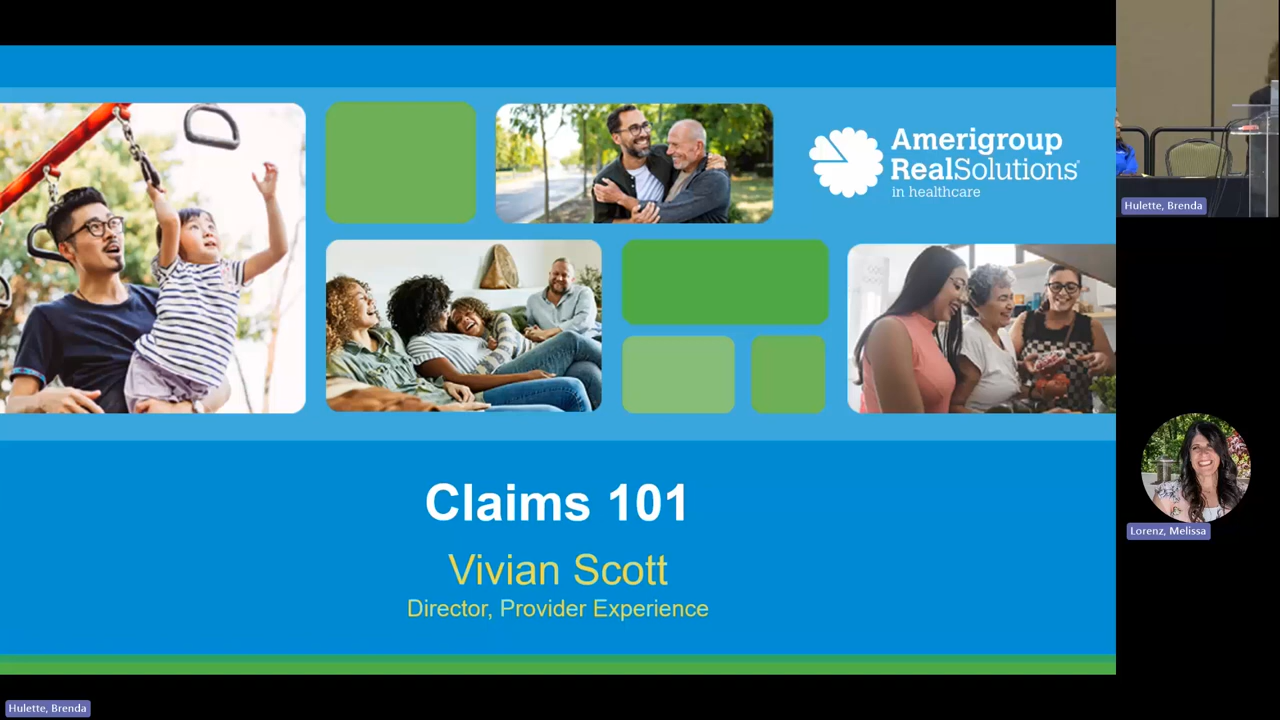 Amerigroup
RealSolutions
in healthcare
Claims 101
Vivian Scott
Director, Provider Experience
Hulette, Brenda
Hulette, Brenda
Lorenz, Melissa